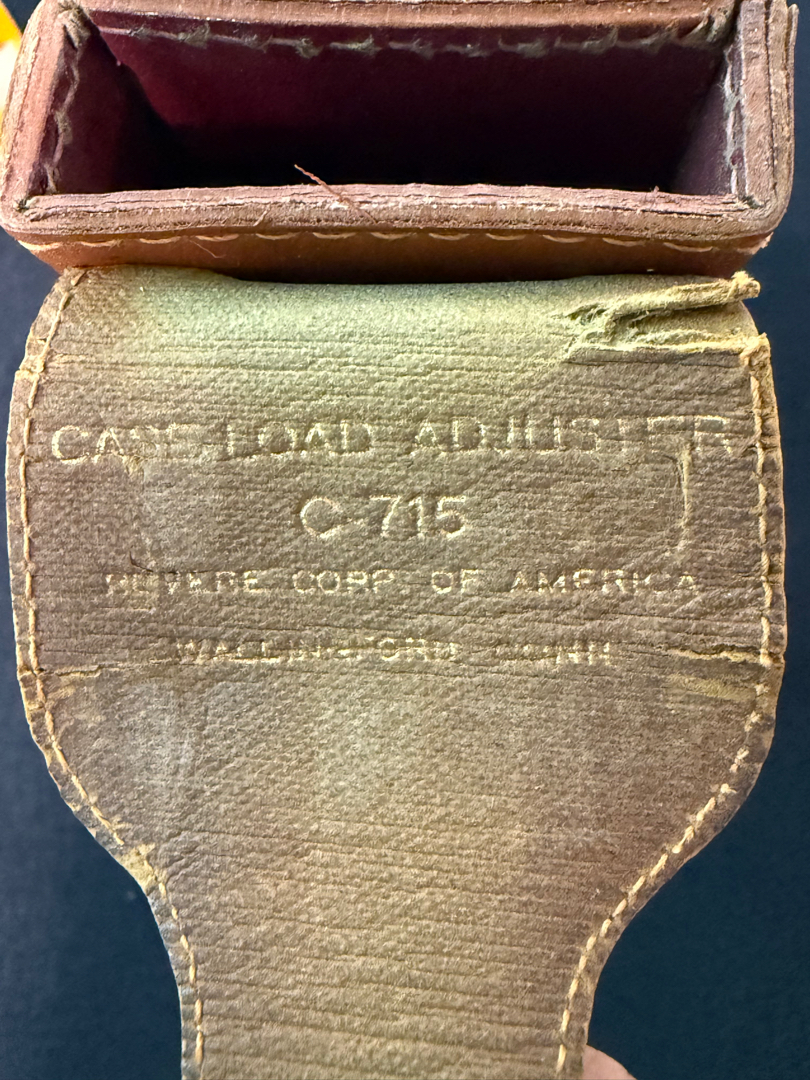 CASE-LOAD ADJUSTER
C-715
REVERE CORP. OF AMERICA
WALLINGFORD CONN